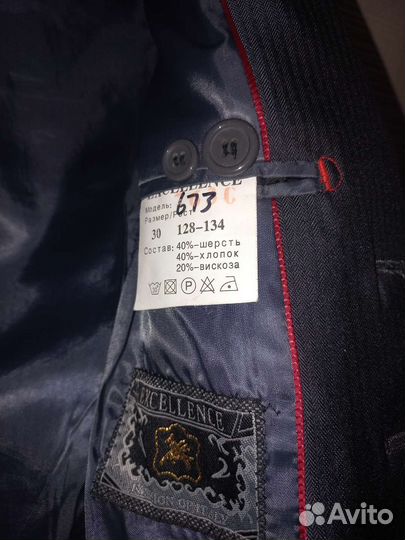 EXCELLENCE
Модель: 673 C
Размер/Рост
30 128-134
Состав: 40%-шерсть
40%-хлопок
20%-вискоза
P
EXCELLENCE
Avito